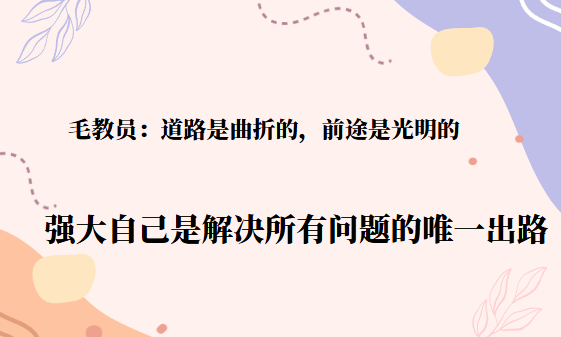 毛教员：道路是曲折的，前途是光明的
强大自己是解决所有问题的唯一出路